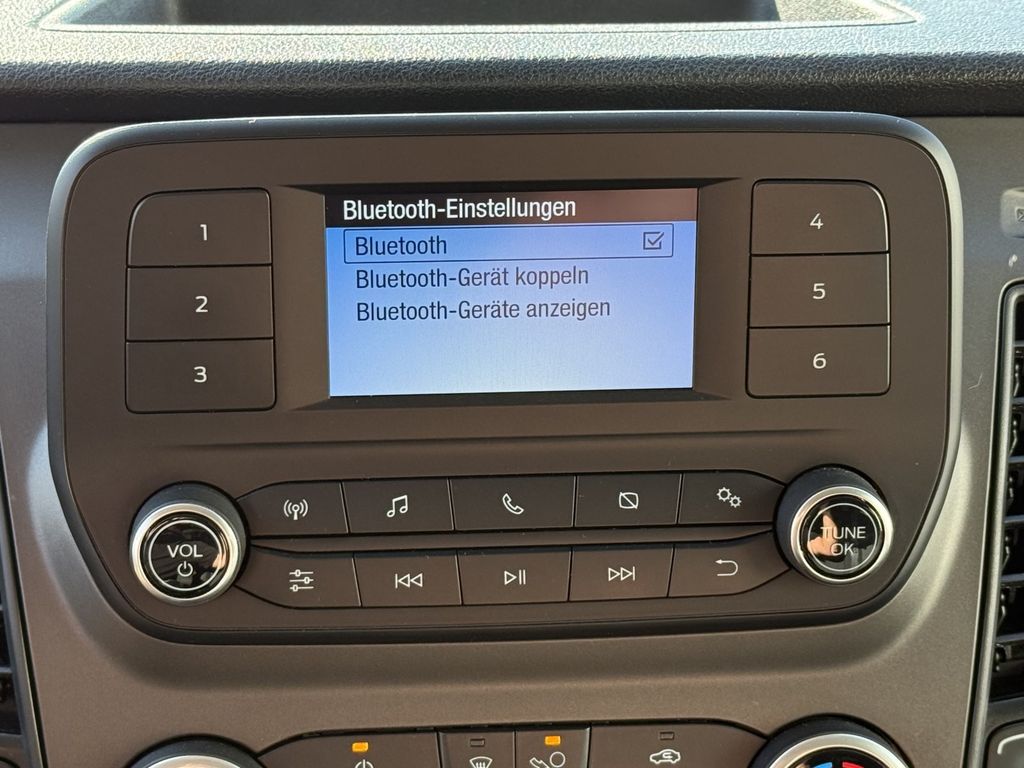 Bluetooth-Einstellungen
Bluetooth
Bluetooth-Gerät koppeln
Bluetooth-Geräte anzeigen
1
2
3
4
5
6
VOL
TUNE
OK